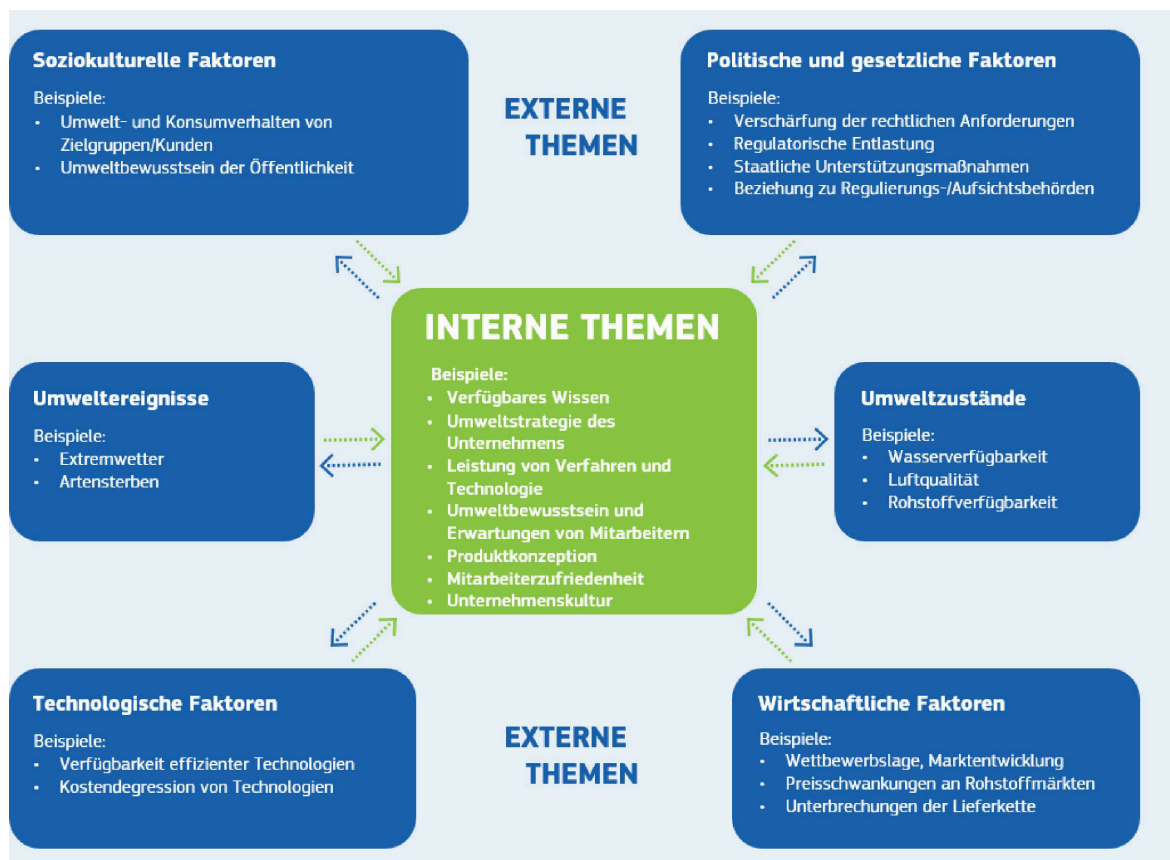 Soziokulturelle Faktoren
Beispiele:
• Umwelt- und Konsumverhalten von
Zielgruppen/Kunden
• Umweltbewusstsein der Öffentlichkeit
EXTERNE
THEMEN
Politische und gesetzliche Faktoren
Beispiele:
• Verschärfung der rechtlichen Anforderungen
• Regulatorische Entlastung
• Staatliche Unterstützungsmaßnahmen
• Beziehung zu Regulierungs-/Aufsichtsbehörden
Umweltereignisse
Beispiele:
• Extremwetter
• Artensterben
INTERNE THEMEN
Beispiele:
• Verfügbares Wissen
• Umweltstrategie des
Unternehmens
• Leistung von Verfahren und
Technologie
• Umweltbewusstsein und
Erwartungen von Mitarbeitern
• Produktkonzeption
• Mitarbeiterzufriedenheit
• Unternehmenskultur
Umweltzustände
Beispiele:
• Wasserverfügbarkeit
• Luftqualität
• Rohstoffverfügbarkeit
Technologische Faktoren
Beispiele:
• Verfügbarkeit effizienter Technologien
• Kostendegression von Technologien
EXTERNE
THEMEN
Wirtschaftliche Faktoren
Beispiele:
• Wettbewerbslage, Marktentwicklung
• Preisschwankungen an Rohstoffmärkten
• Unterbrechungen der Lieferkette